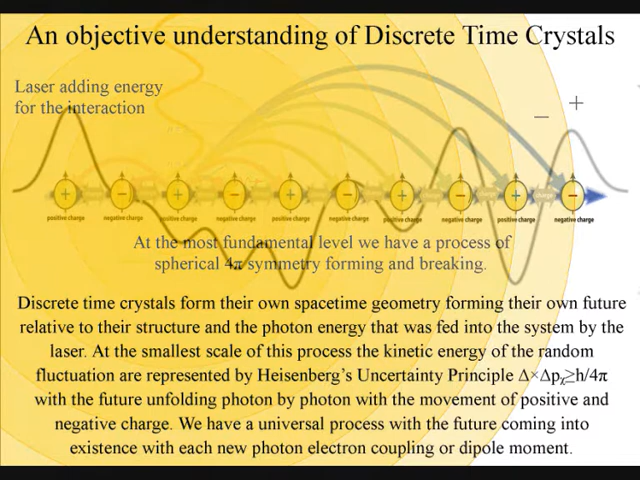 An objective understanding of Discrete Time Crystals
Laser adding energy
for the interaction
− +
+ − + − + − + − + −
positive charge negative charge positive charge negative charge positive charge negative charge positive charge negative charge positive charge negative charge
At the most fundamental level we have a process of
spherical 4π symmetry forming and breaking.
Discrete time crystals form their own spacetime geometry forming their own future
relative to their structure and the photon energy that was fed into the system by the
laser. At the smallest scale of this process the kinetic energy of the random
fluctuation are represented by Heisenberg's Uncertainty Principle Δ×Δpᵪ≥h/4π
with the future unfolding photon by photon with the movement of positive and
negative charge. We have a universal process with the future coming into
existence with each new photon electron coupling or dipole moment.